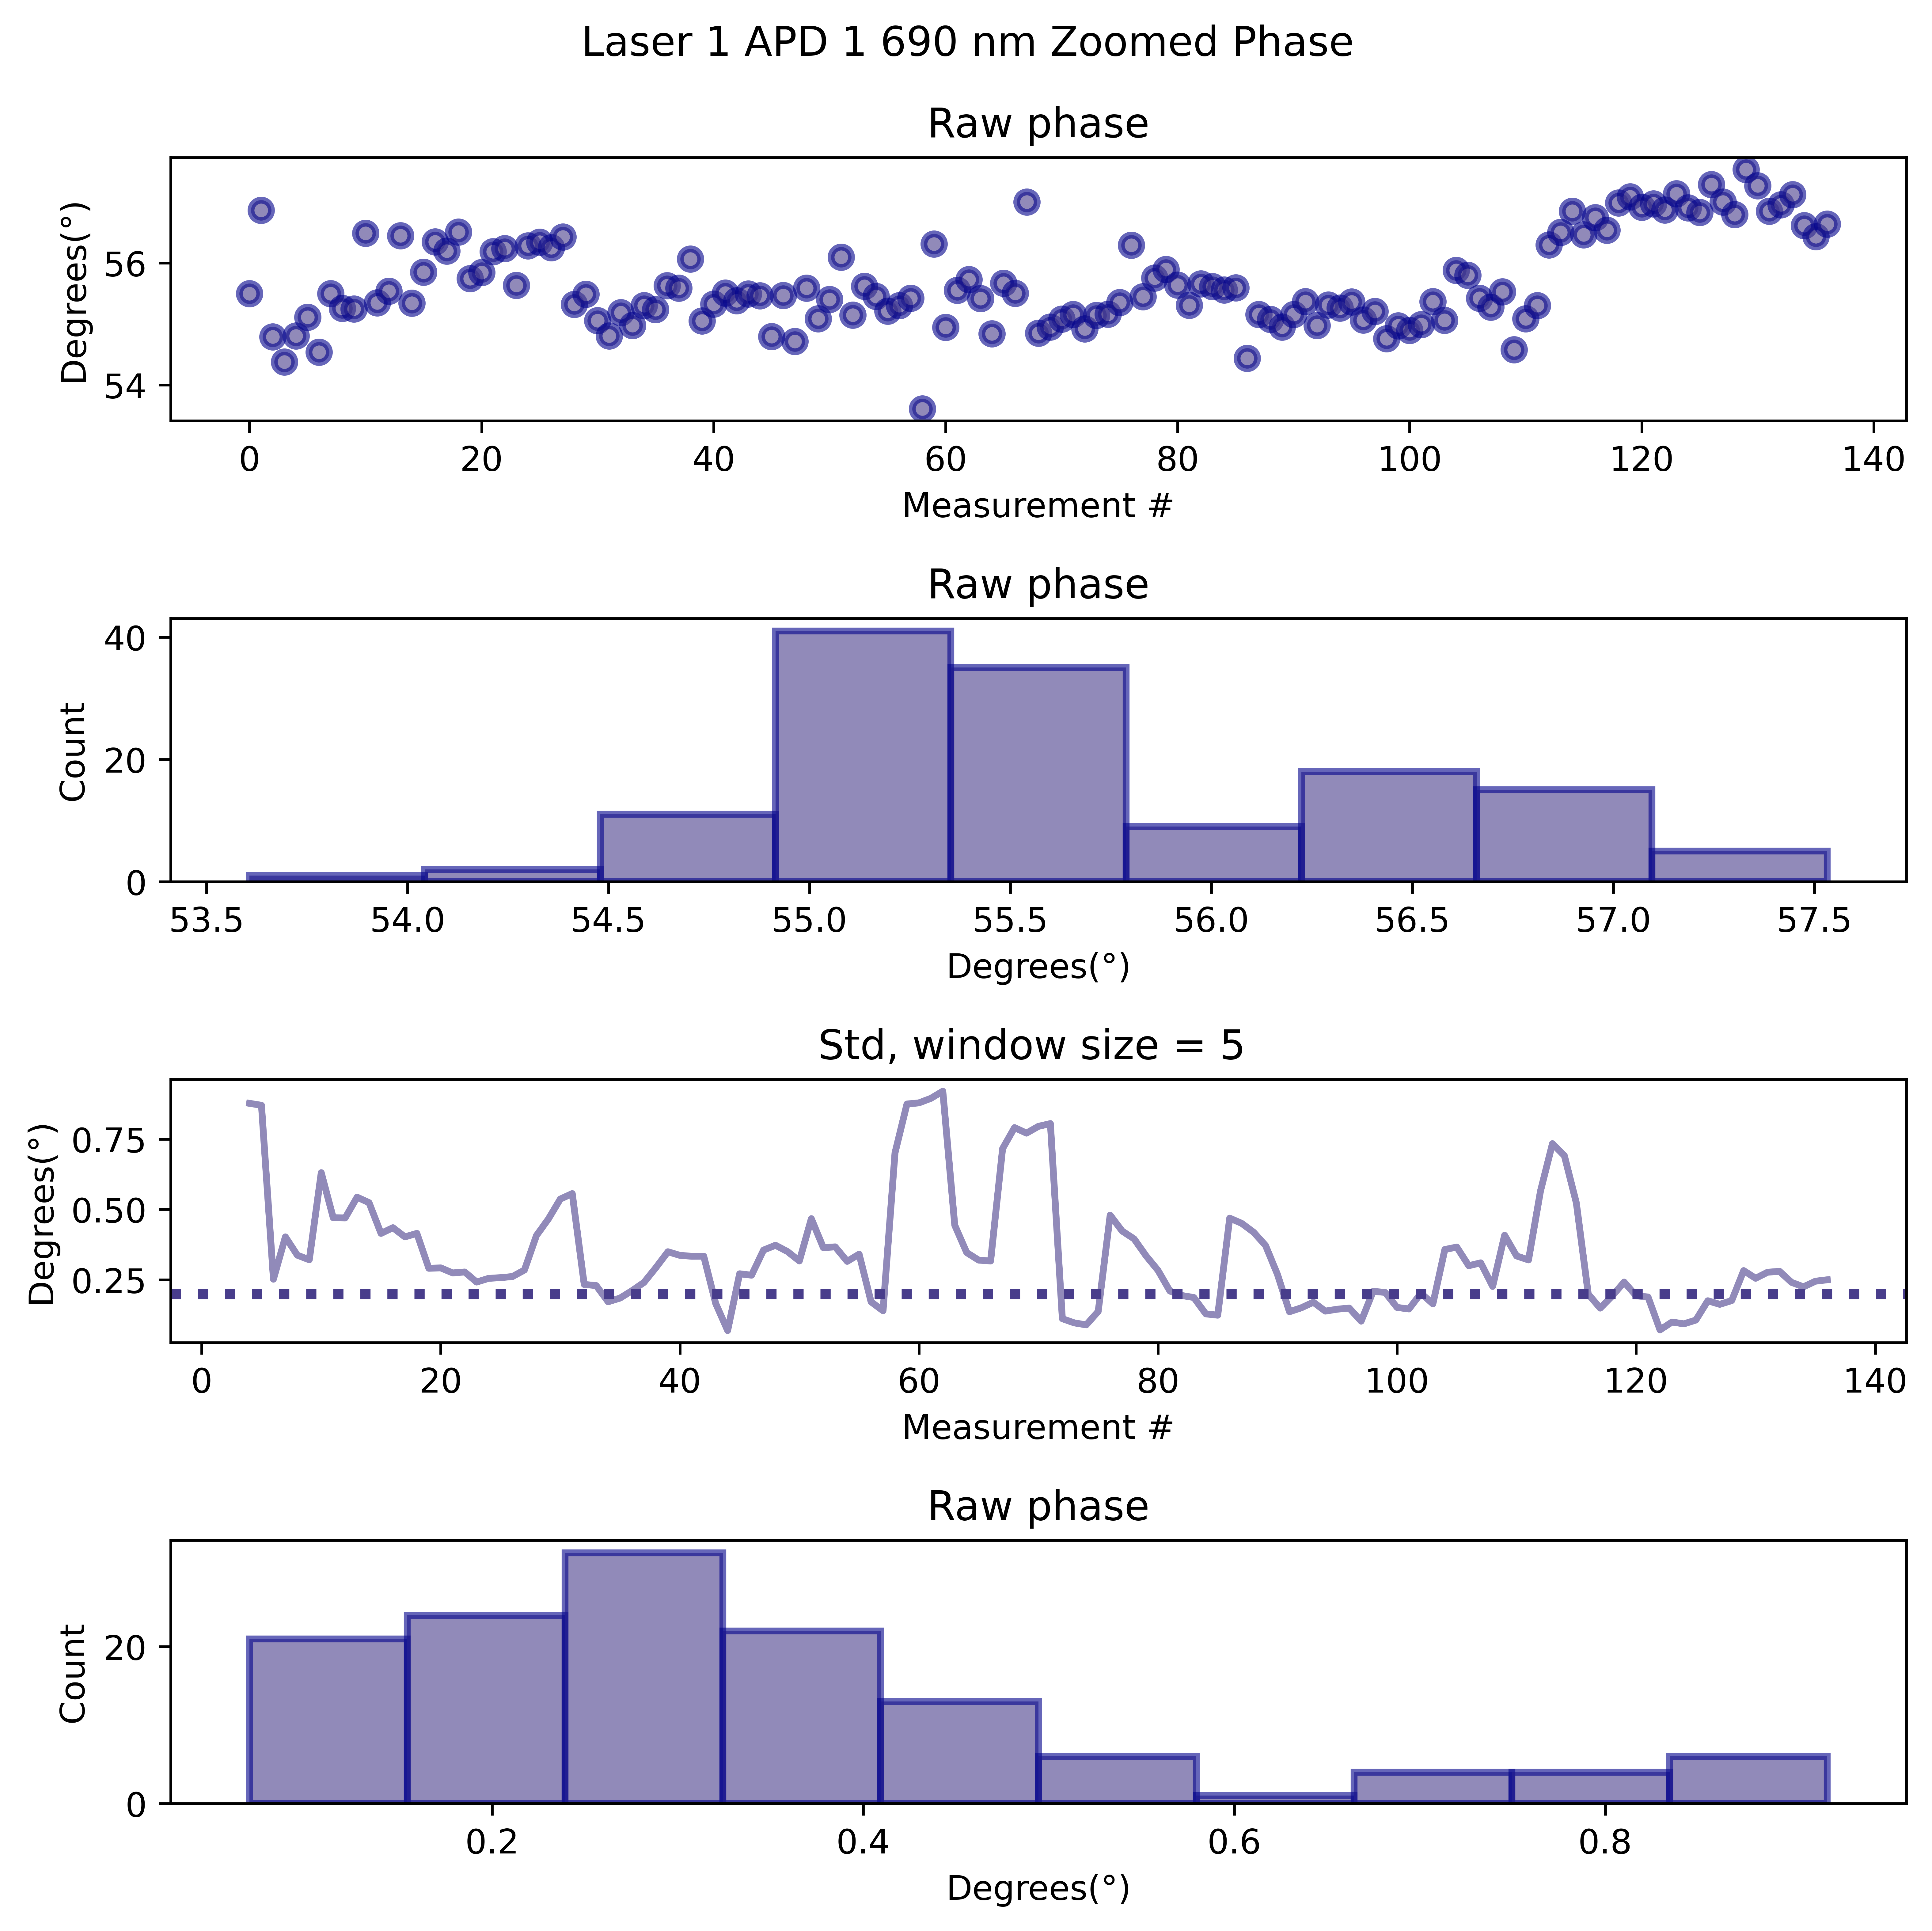 Laser 1 APD 1 690 nm Zoomed Phase
Raw phase
Degrees(°)
56
54
0 20 40 60 80 100 120 140
Measurement #
Raw phase
Count
40
20
0
53.5 54.0 54.5 55.0 55.5 56.0 56.5 57.0 57.5
Degrees(°)
Std, window size = 5
Degrees(°)
0.75
0.50
0.25
0 20 40 60 80 100 120 140
Measurement #
Raw phase
Count
20
0
0.2 0.4 0.6 0.8
Degrees(°)